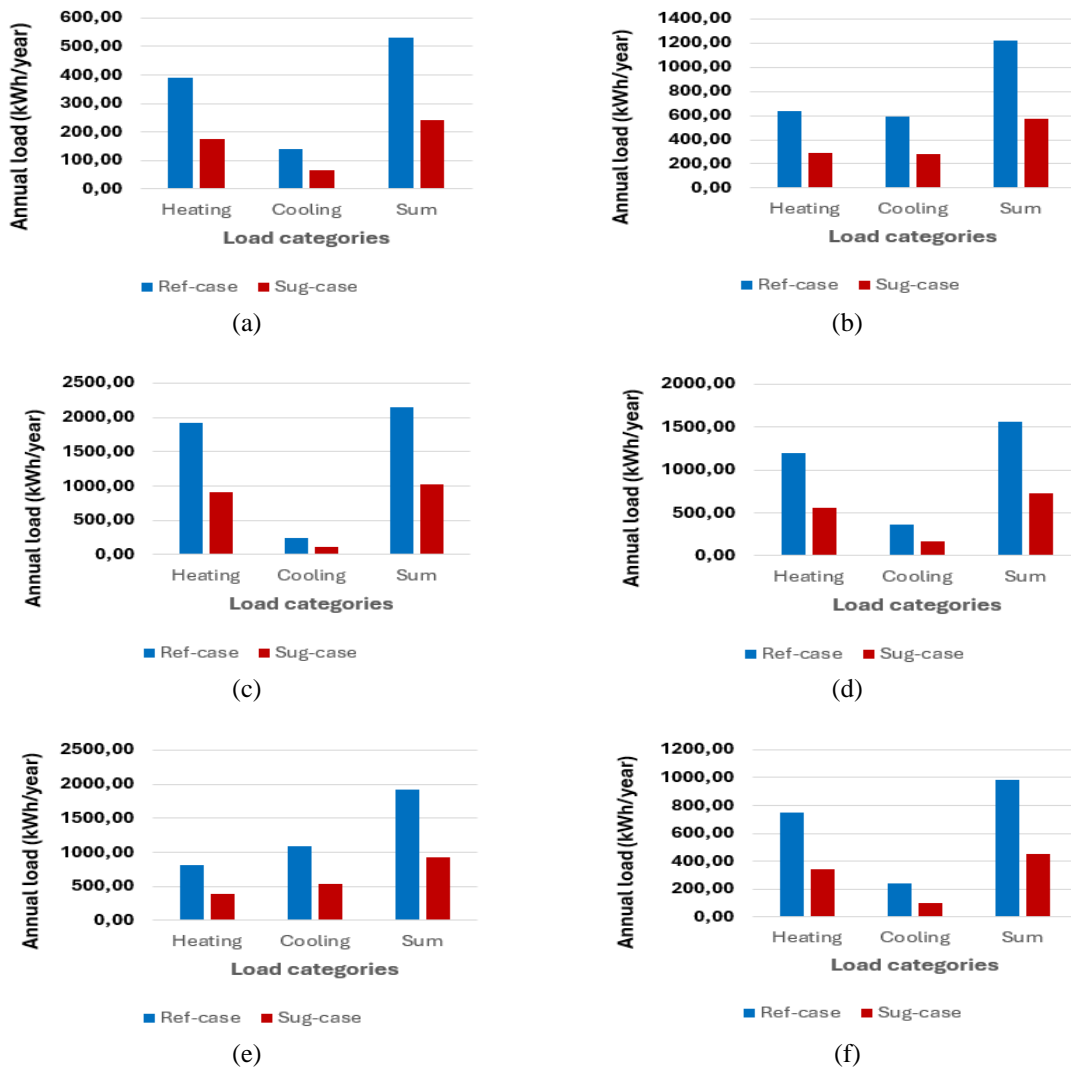 Annual load (kWh/year)
600,00
500,00
400,00
300,00
200,00
100,00
0,00
Heating Cooling Sum
Load categories
Ref-case Sug-case
(a)
Annual load (kWh/year)
1400,00
1200,00
1000,00
800,00
600,00
400,00
200,00
0,00
Heating Cooling Sum
Load categories
Ref-case Sug-case
(b)
Annual load (kWh/year)
2500,00
2000,00
1500,00
1000,00
500,00
0,00
Heating Cooling Sum
Load categories
Ref-case Sug-case
(c)
Annual load (kWh/year)
2000,00
1500,00
1000,00
500,00
0,00
Heating Cooling Sum
Load categories
Ref-case Sug-case
(d)
Annual load (kWh/year)
2500,00
2000,00
1500,00
1000,00
500,00
0,00
Heating Cooling Sum
Load categories
Ref-case Sug-case
(e)
Annual load (kWh/year)
1200,00
1000,00
800,00
600,00
400,00
200,00
0,00
Heating Cooling Sum
Load categories
Ref-case Sug-case
(f)